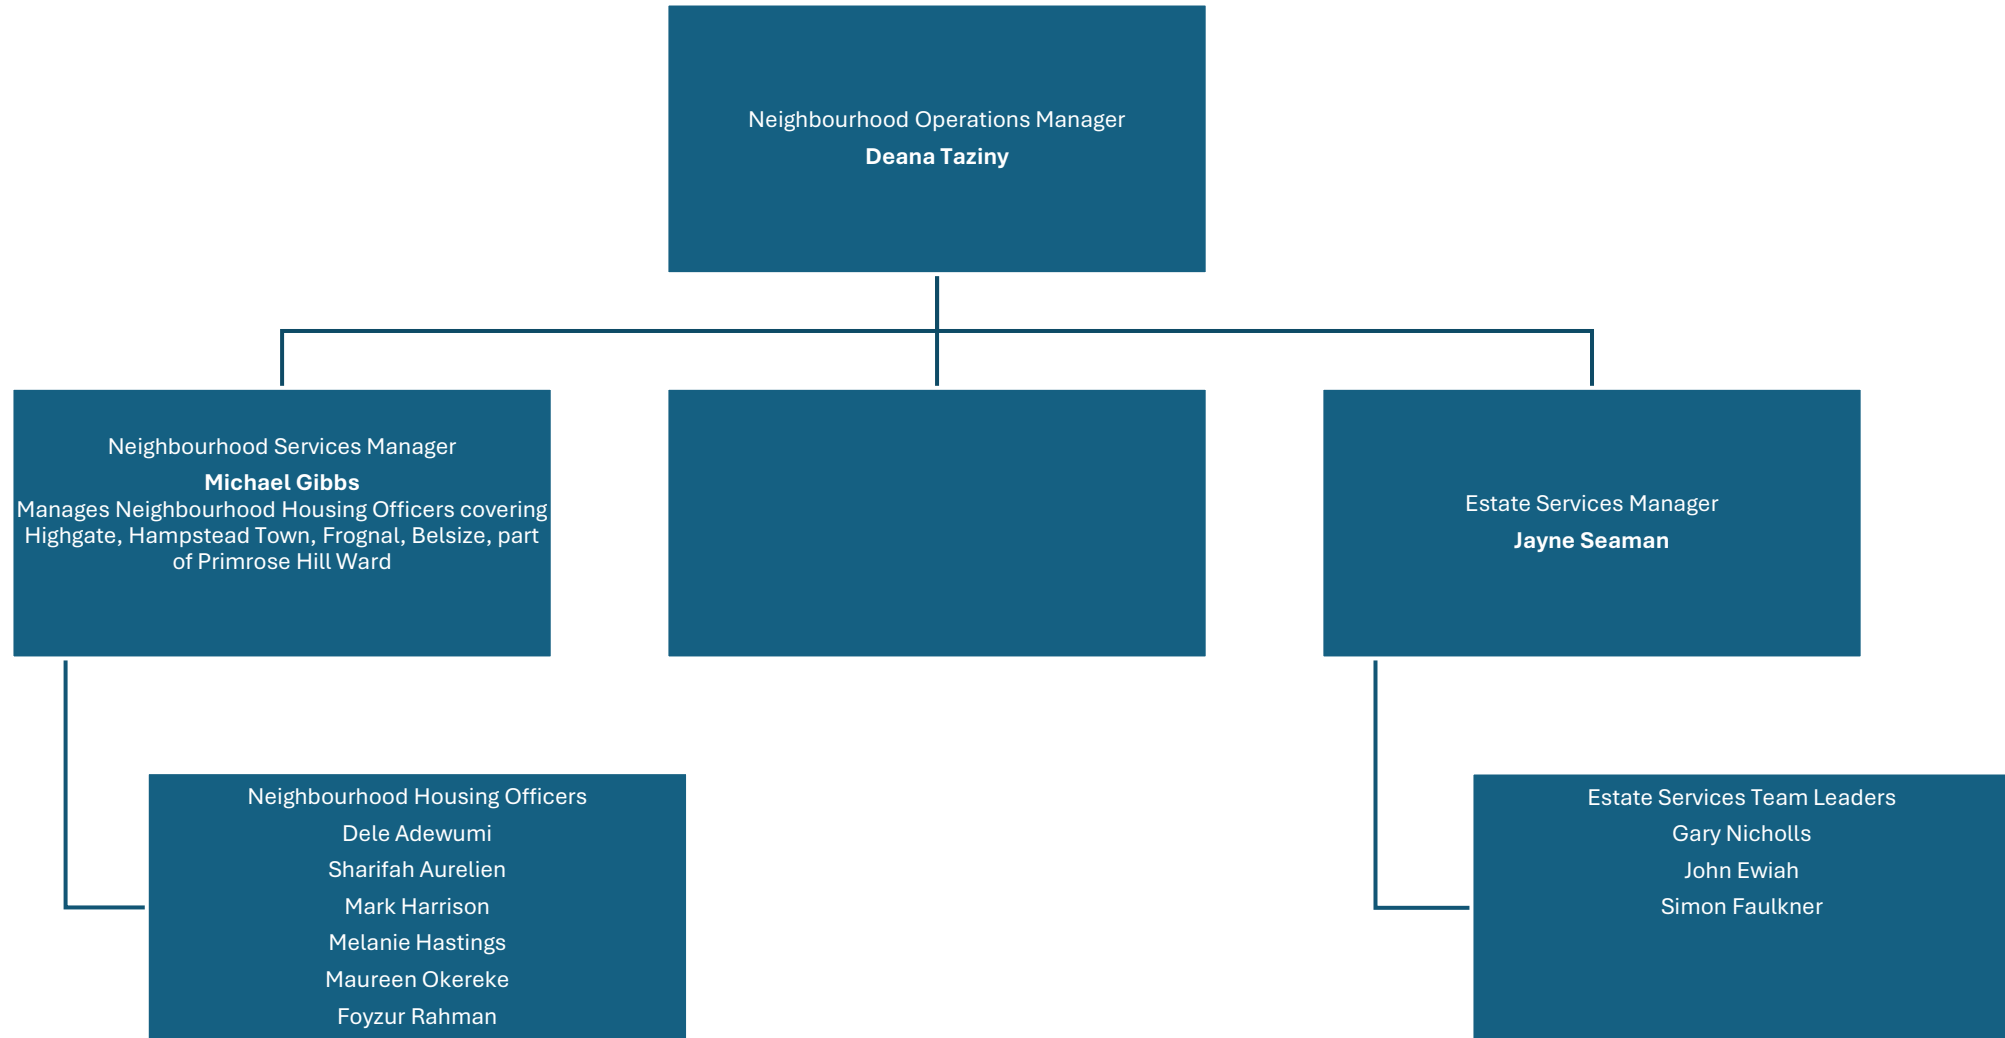 Neighbourhood Operations Manager
Deana Taziny
Neighbourhood Services Manager
Michael Gibbs
Manages Neighbourhood Housing Officers covering
Highgate, Hampstead Town, Frognal, Belsize, part
of Primrose Hill Ward
Estate Services Manager
Jayne Seaman
Neighbourhood Housing Officers
Dele Adewumi
Sharifah Aurelien
Mark Harrison
Melanie Hastings
Maureen Okereke
Foyzur Rahman
Estate Services Team Leaders
Gary Nicholls
John Ewiah
Simon Faulkner